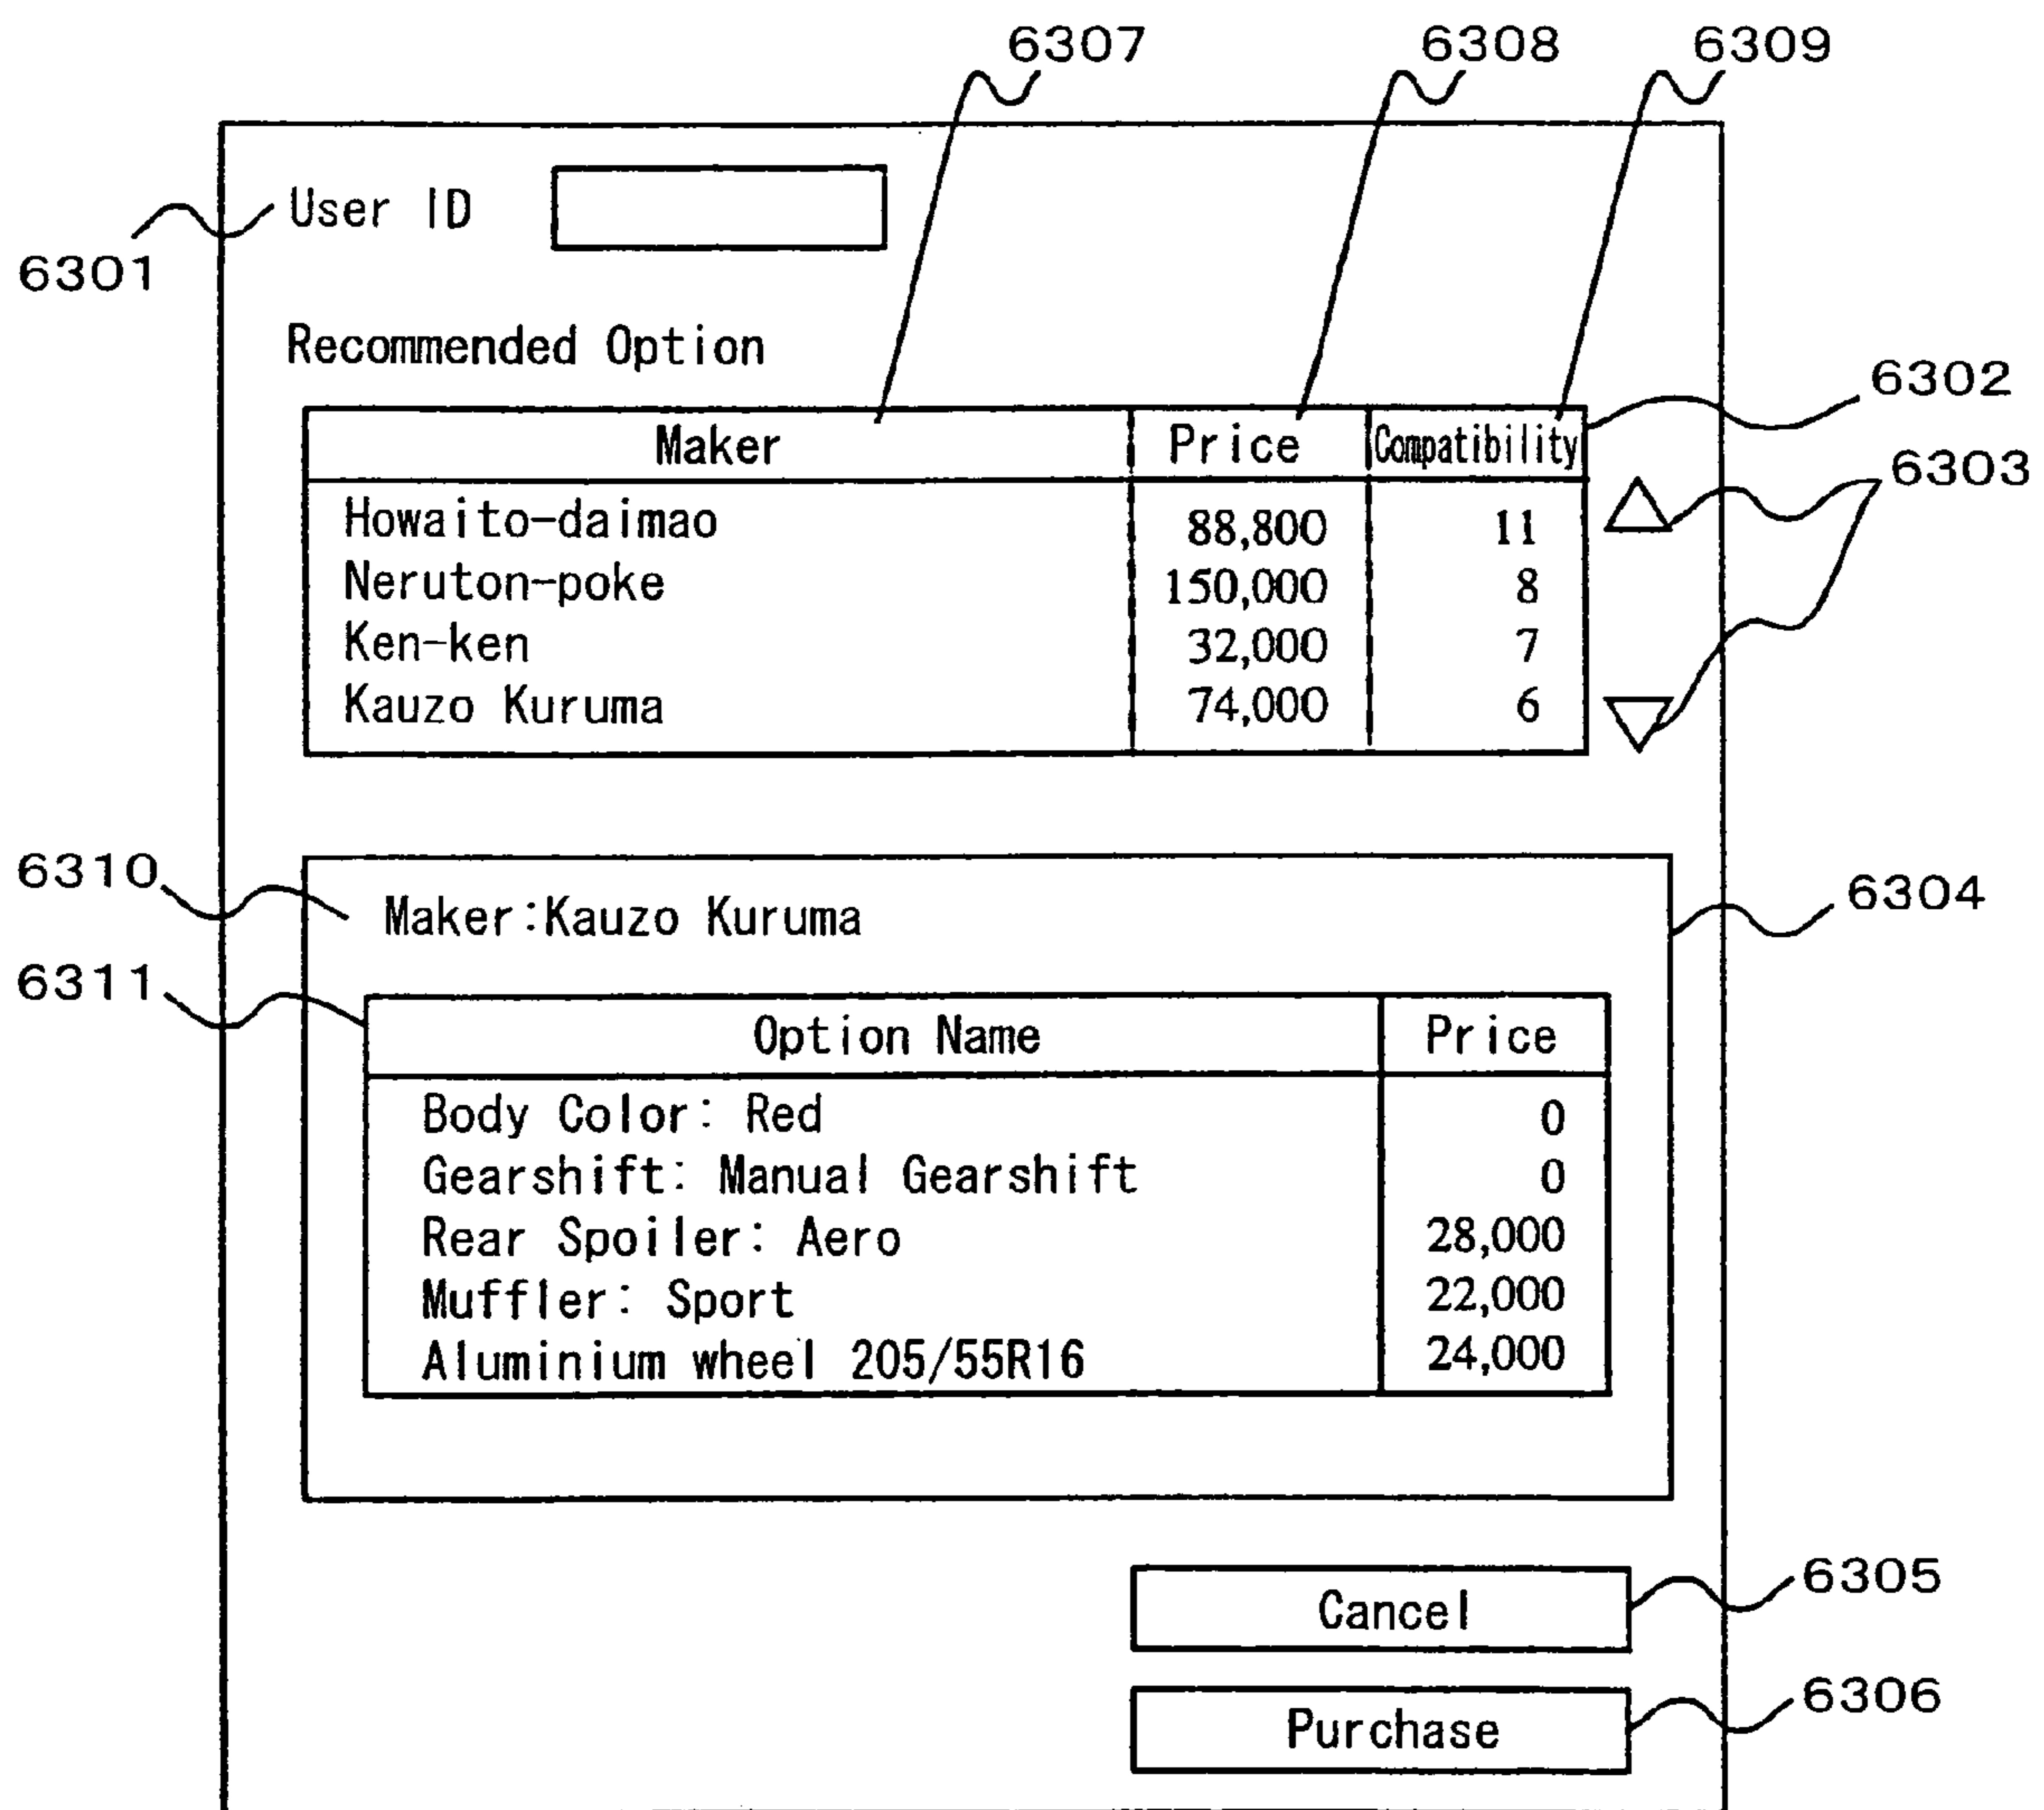 6307 6308 6309
User ID
6301
Recommended Option
6302
Maker Price Compatibility
6303
Howaito-daimao 88,800 11
Neruton-poke 150,000 8
Ken-ken 32,000 7
Kauzo Kuruma 74,000 6
6310
Maker:Kauzo Kuruma
6304
6311
Option Name Price
Body Color: Red 0
Gearshift: Manual Gearshift 0
Rear Spoiler: Aero 28,000
Muffler: Sport 22,000
Aluminium wheel 205/55R16 24,000
Cancel
6305
Purchase
6306